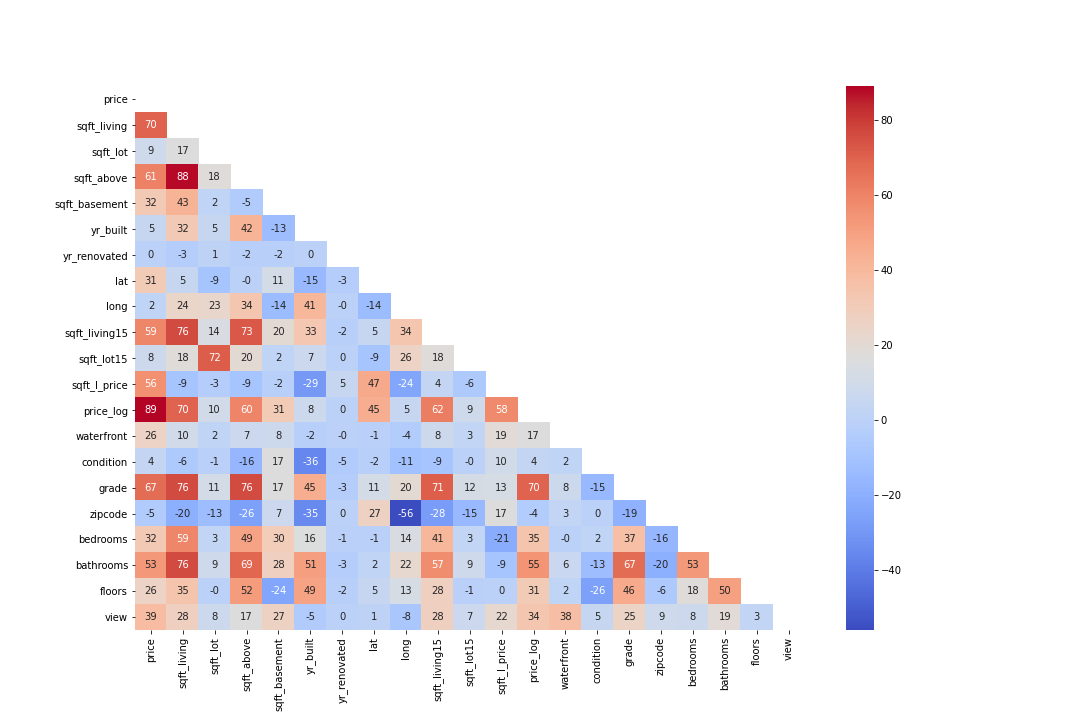 price
sqft_living 70
sqft_lot 9 17
sqft_above 61 88 18
sqft_basement 32 43 2 -5
yr_built 5 32 5 42 -13
yr_renovated 0 -3 1 -2 -2 0
lat 31 5 -9 -0 11 -15 -3
long 2 24 23 34 -14 41 -0 -14
sqft_living15 59 76 14 73 20 33 -2 5 34
sqft_lot15 8 18 72 20 2 7 0 -9 26 18
sqft_l_price 56 -9 -3 -9 -2 -29 5 47 -24 4 -6
price_log 89 70 10 60 31 8 0 45 5 62 9 58
waterfront 26 10 2 7 8 -2 -0 -1 -4 8 3 19 17
condition 4 -6 -1 -16 17 -36 -5 -2 -11 -9 -0 10 4 2
grade 67 76 11 76 17 45 -3 11 20 71 12 13 70 8 -15
zipcode -5 -20 -13 -26 7 -35 0 27 -56 -28 -15 17 -4 3 0 -19
bedrooms 32 59 3 49 30 16 -1 -1 14 41 3 -21 35 -0 2 37 -16
bathrooms 53 76 9 69 28 51 -3 2 22 57 9 -9 55 6 -13 67 -20 53
floors 26 35 -0 52 -24 49 -2 5 13 28 -1 0 31 2 -26 46 -6 18 50
view 39 28 8 17 27 -5 0 1 -8 28 7 22 34 38 5 25 9 8 19 3
price sqft_living sqft_lot sqft_above sqft_basement yr_built yr_renovated lat long sqft_living15 sqft_lot15 sqft_l_price price_log waterfront condition grade zipcode bedrooms bathrooms floors view
80
60
40
20
0
−20
−40